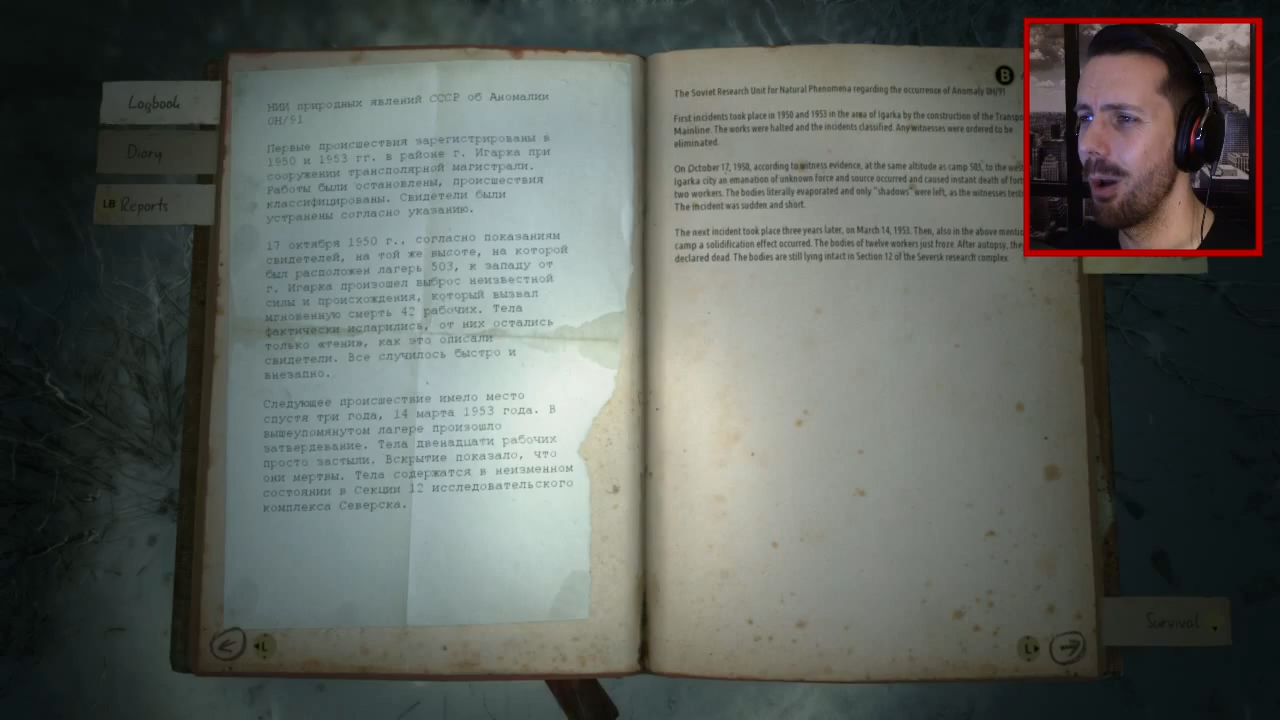 Logbook
Diary
LB Reports
НИИ природных явлений СССР об Аномалии
0H/91
Первые происшествия зарегистрированы в
1950 и 1953 гг. в районе г. Игарка при
сооружении трансполярной магистрали.
Работы были остановлены, происшествия
классифицированы. Свидетели были
устранены согласно указанию.
17 октября 1950 г., согласно показаниям
свидетелей, на той же высоте, на которой
был расположен лагерь 503, к западу от
г. Игарка произошел выброс неизвестной
силы и происхождения, который вызвал
мгновенную смерть 42 рабочих. Тела
фактически испарились, от них остались
только «тени», как это описали
свидетели. Все случилось быстро и
внезапно.
Следующее происшествие имело место
спустя три года, 14 марта 1953 года. В
вышеупомянутом лагере произошло
затвердевание. Тела двенадцати рабочих
просто застыли. Вскрытие показало, что
они мертвы. Тела содержатся в неизменном
состоянии в Секции 12 исследовательского
комплекса Северска.
L
B
The Soviet Research Unit for Natural Phenomena regarding the occurrence of Anomaly 0H/91
First incidents took place in 1950 and 1953 in the area of Igarka by the construction of the
Mainline. The works were halted and the incidents classified. Any witnesses were ordered to be
eliminated.
On October 17, 1950, according to witness evidence, at the same altitude as camp 503, to the
Igarka city an emanation of unknown force and source occurred and caused instant death of
two workers. The bodies literally evaporated and only "shadows" were left, as the witnesses
The incident was sudden and short.
The next incident took place three years later, on March 14, 1953. Then, also in the above
camp a solidification effect occurred. The bodies of twelve workers just froze. After autopsy,
declared dead. The bodies are still lying intact in Section 12 of the Seversk research complex
L
Survival